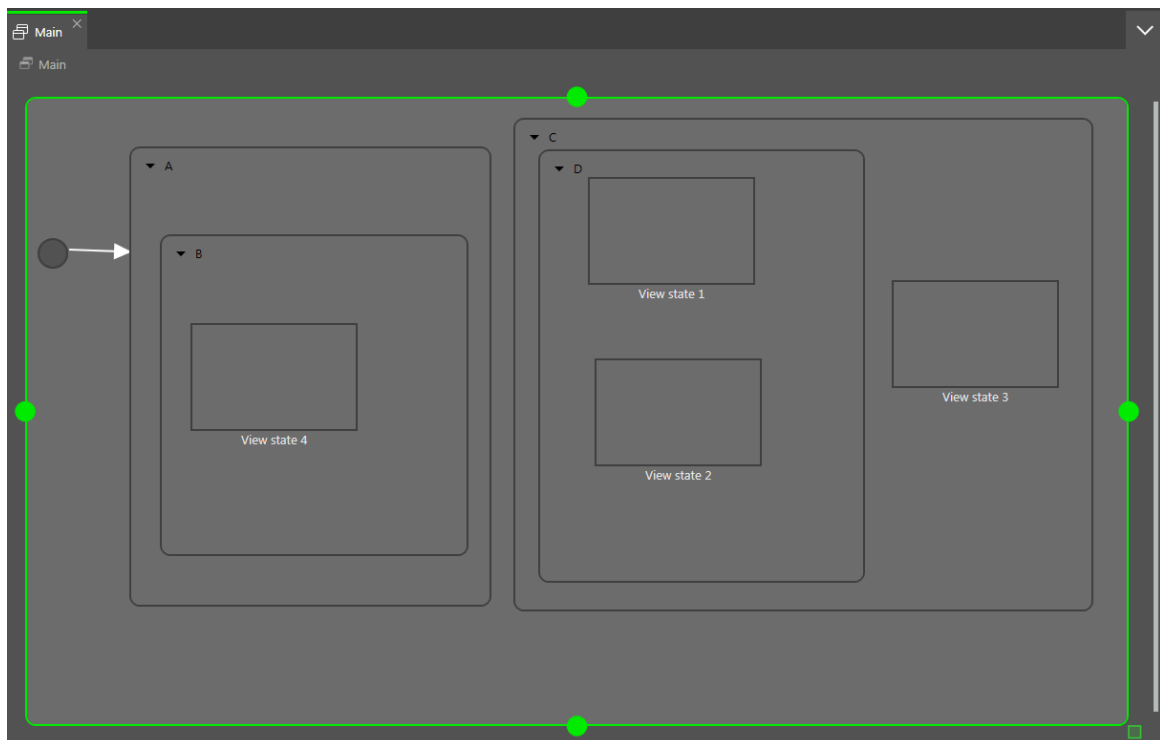 Main
Main
A
B
View state 4
C
D
View state 1
View state 2
View state 3